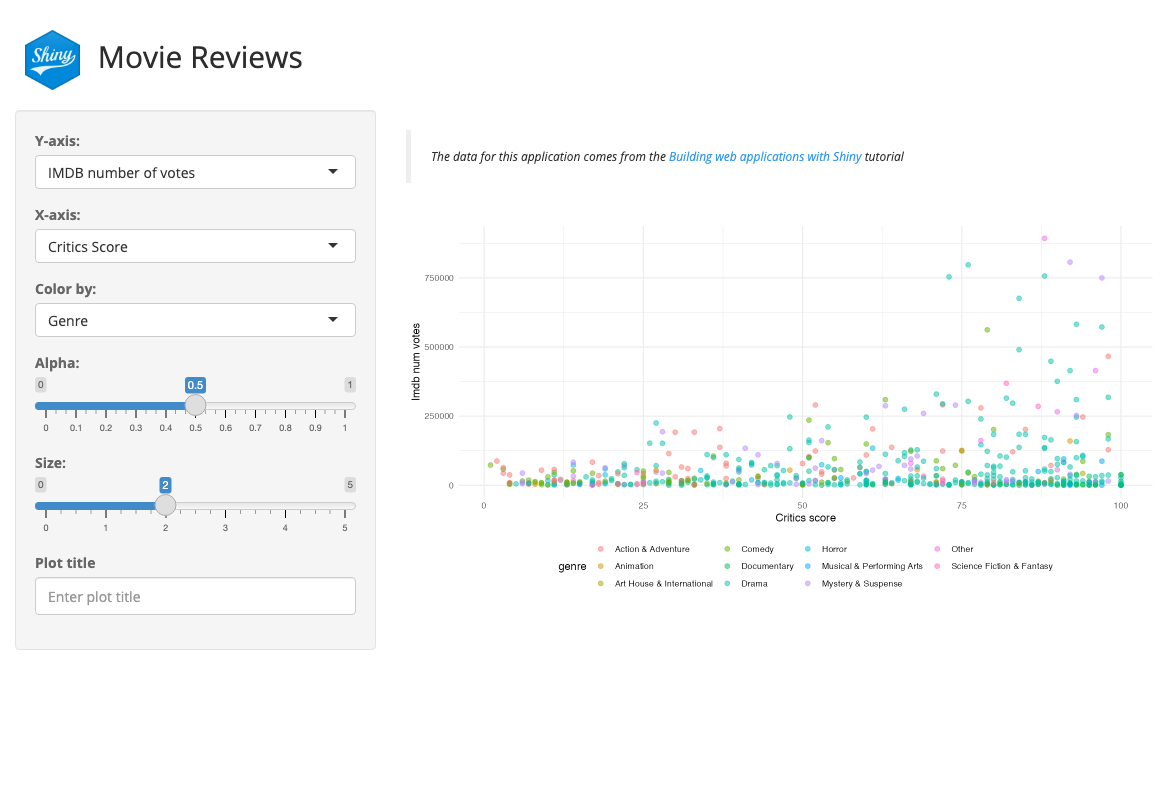 Shiny
Movie Reviews
Y-axis:
IMDB number of votes
X-axis:
Critics Score
Color by:
Genre
Alpha:
0 0.5 1
0 0.1 0.2 0.3 0.4 0.5 0.6 0.7 0.8 0.9 1
Size:
0 2 5
0 1 2 3 4 5
Plot title
Enter plot title
The data for this application comes from the Building web applications with Shiny tutorial
Imdb num votes
750000
500000
250000
0
0 25 50 75 100
Critics score
genre
Action & Adventure
Animation
Art House & International
Comedy
Documentary
Drama
Horror
Musical & Performing Arts
Mystery & Suspense
Other
Science Fiction & Fantasy